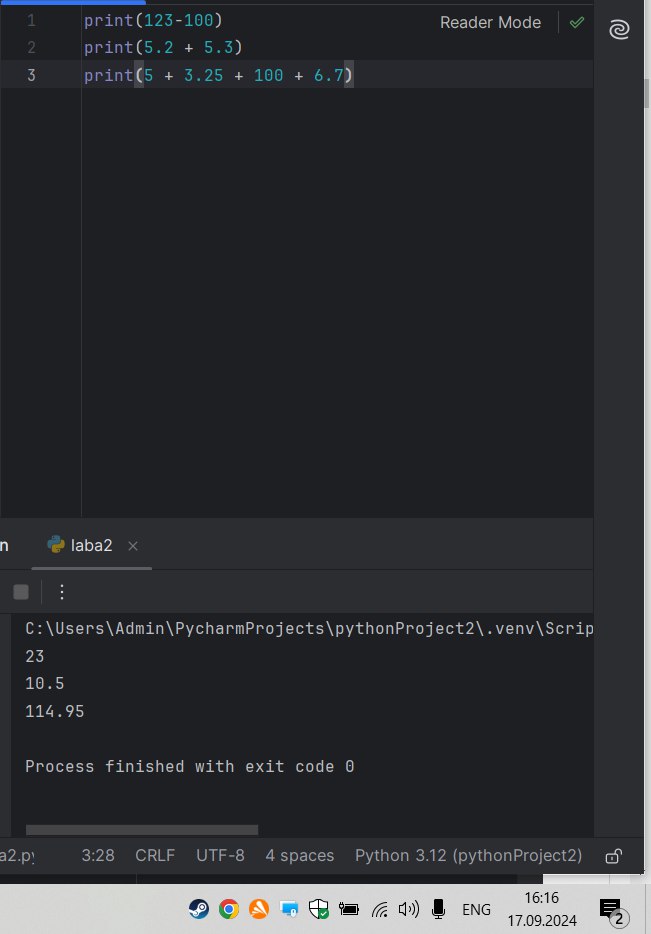 1 print(123-100)
Reader Mode
2 print(5.2 + 5.3)
3 print(5 + 3.25 + 100 + 6.7)
n laba2
C:\Users\Admin\PycharmProjects\pythonProject2\.venv\Scrip
23
10.5
114.95
Process finished with exit code 0
a2.py 3:28 CRLF UTF-8 4 spaces Python 3.12 (pythonProject2)
ENG 16:16
17.09.2024 2